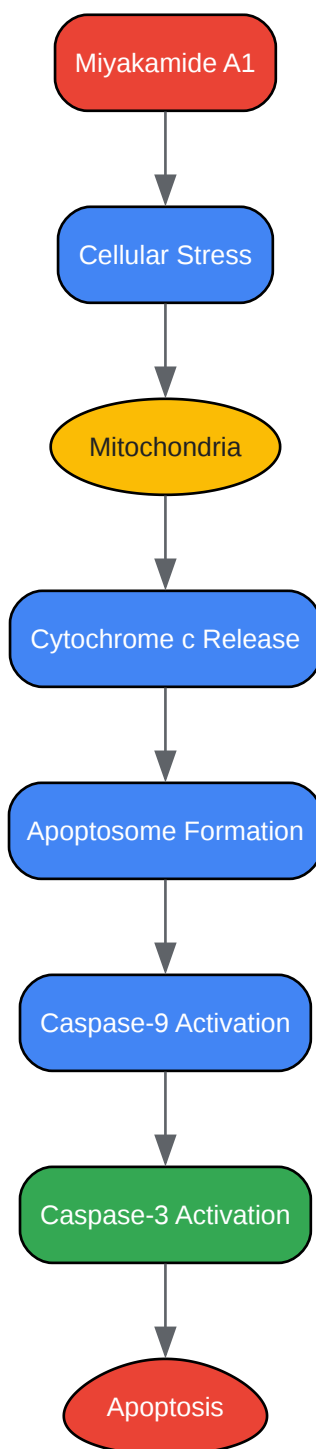 Miyakamide A1
Cellular Stress
Mitochondria
Cytochrome c Release
Apoptosome Formation
Caspase-9 Activation
Caspase-3 Activation
Apoptosis